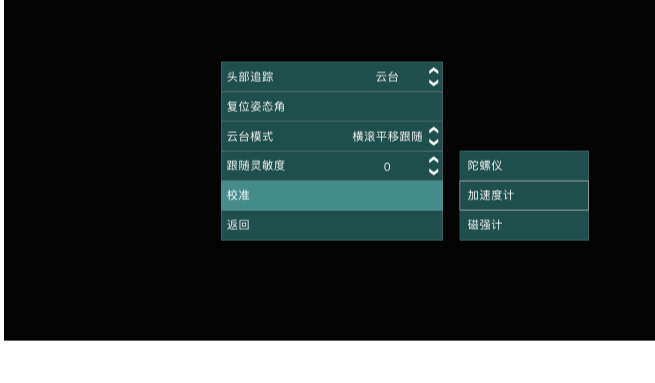 头部追踪 云台
复位姿态角
云台模式 横滚平移跟随
跟随灵敏度 0
校准
返回
陀螺仪
加速度计
磁强计